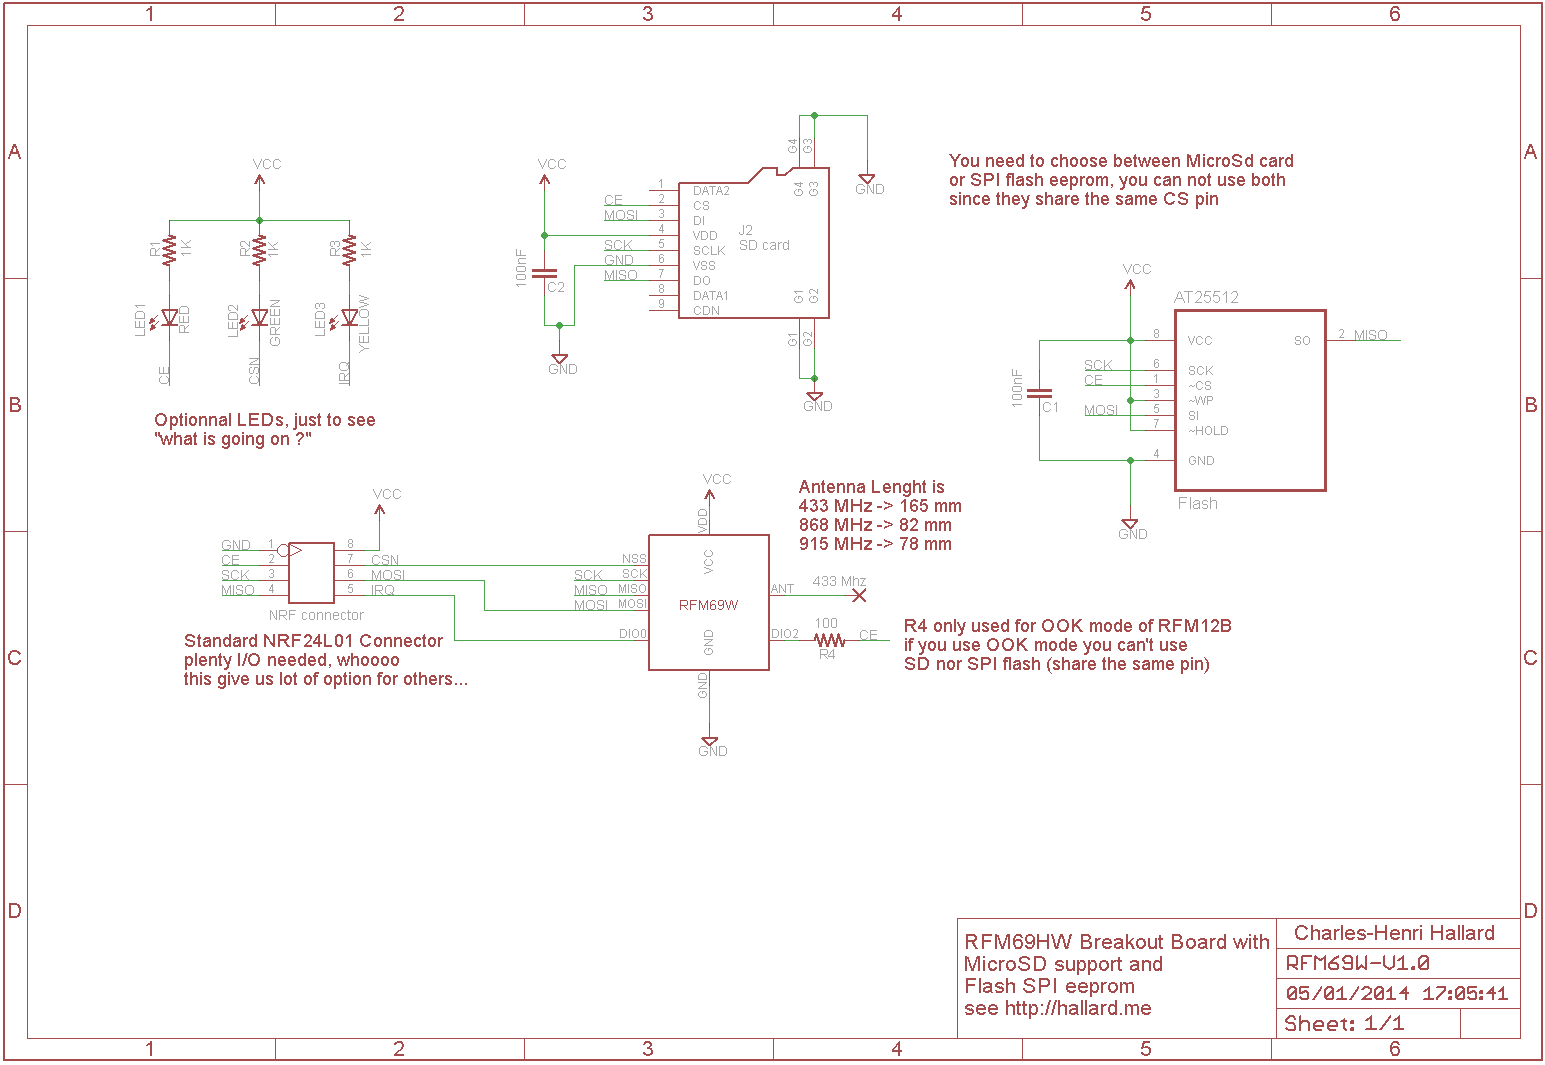 1 2 3 4 5 6
A A
B B
C C
D D
VCC
R1 1K R2 1K R3 1K
LED1 RED LED2 GREEN LED3 YELLOW
CE CSN IRQ
Optionnal LEDs, just to see
"what is going on ?"
VCC
100nF
C2
GND
CE
MOSI
SCK
GND
MISO
1 DATA2
2 CS
3 DI
4 VDD
5 SCLK
6 VSS
7 DO
8 DATA1
9 CDN
J2
SD card
G4 G3
G4 G3
G1 G2
G1 G2
GND
GND
You need to choose between MicroSd card
or SPI flash eeprom, you can not use both
since they share the same CS pin
VCC
AT25512
100nF
C1
8 VCC
SCK 6 SCK
CE 1 ~CS
3 ~WP
MOSI 5 SI
7 ~HOLD
4 GND
SO 2 MISO
Flash
GND
VCC
GND 1 8
CE 2 7 CSN
SCK 3 6 MOSI
MISO 4 5 IRQ
NRF connector
Standard NRF24L01 Connector
plenty I/O needed, whoooo
this give us lot of option for others...
VCC
VDD
VCC
NSS
SCK SCK
MISO MISO
MOSI MOSI
DIO0
RFM69W
GND
GND
GND
ANT 433 Mhz
DIO2 100 CE
R4
Antenna Lenght is
433 MHz -> 165 mm
868 MHz -> 82 mm
915 MHz -> 78 mm
R4 only used for OOK mode of RFM12B
if you use OOK mode you can't use
SD nor SPI flash (share the same pin)
RFM69HW Breakout Board with
MicroSD support and
Flash SPI eeprom
see http://hallard.me
Charles-Henri Hallard
RFM69W-V1.0
05/01/2014 17:05:41
Sheet: 1/1
1 2 3 4 5 6